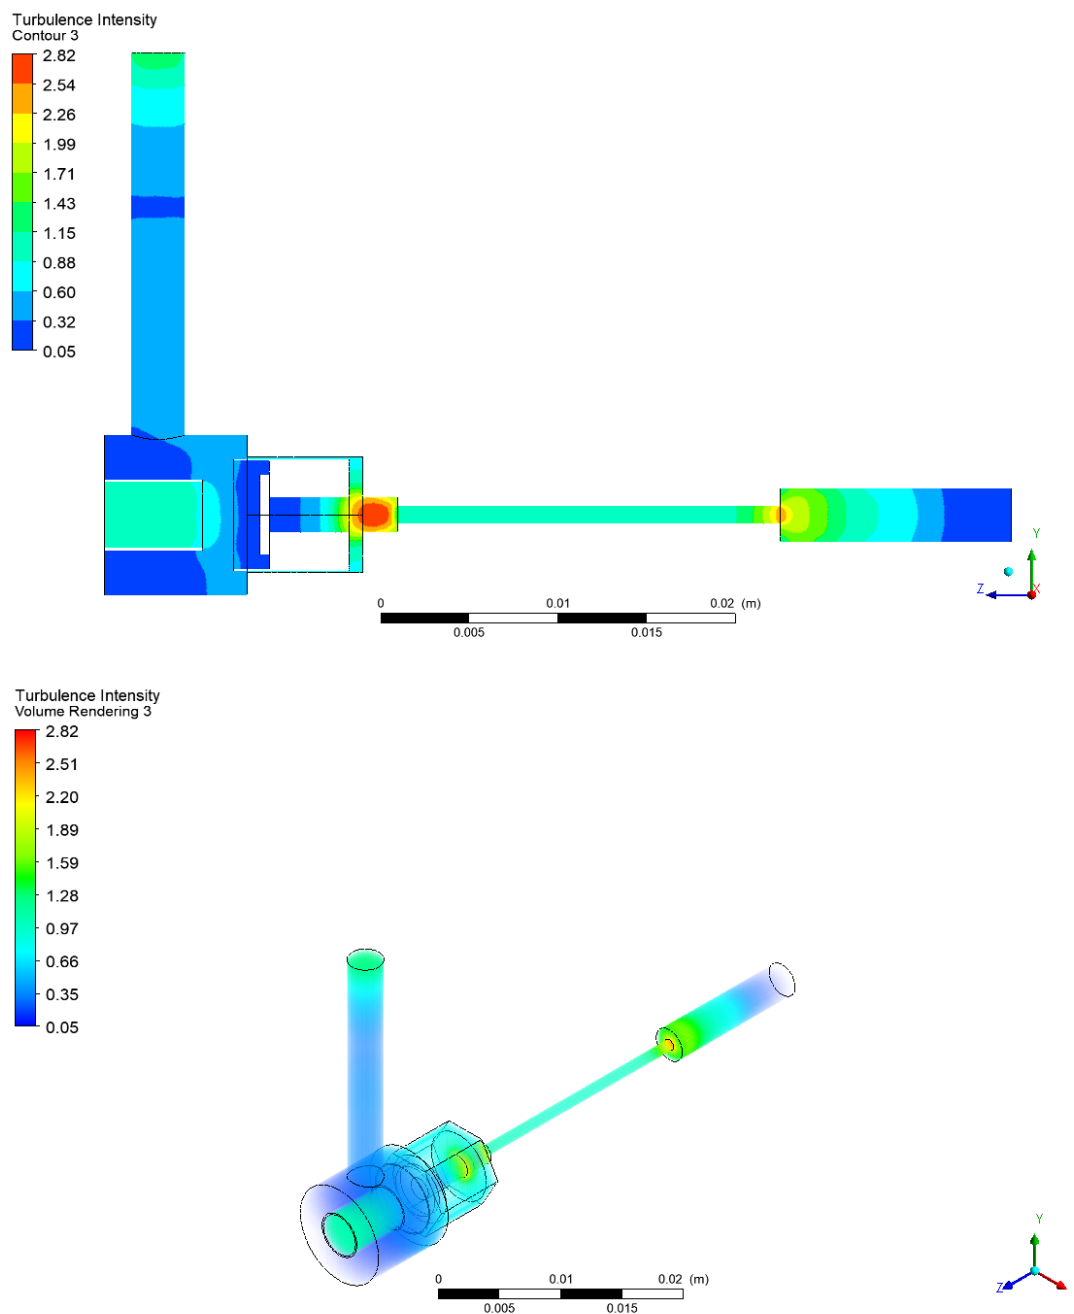 Turbulence Intensity
Contour 3
2.82
2.54
2.26
1.99
1.71
1.43
1.15
0.88
0.60
0.32
0.05
Y
Z
X
0 0.01 0.02 (m)
0.005 0.015
Turbulence Intensity
Volume Rendering 3
2.82
2.51
2.20
1.89
1.59
1.28
0.97
0.66
0.35
0.05
Y
Z
0 0.01 0.02 (m)
0.005 0.015